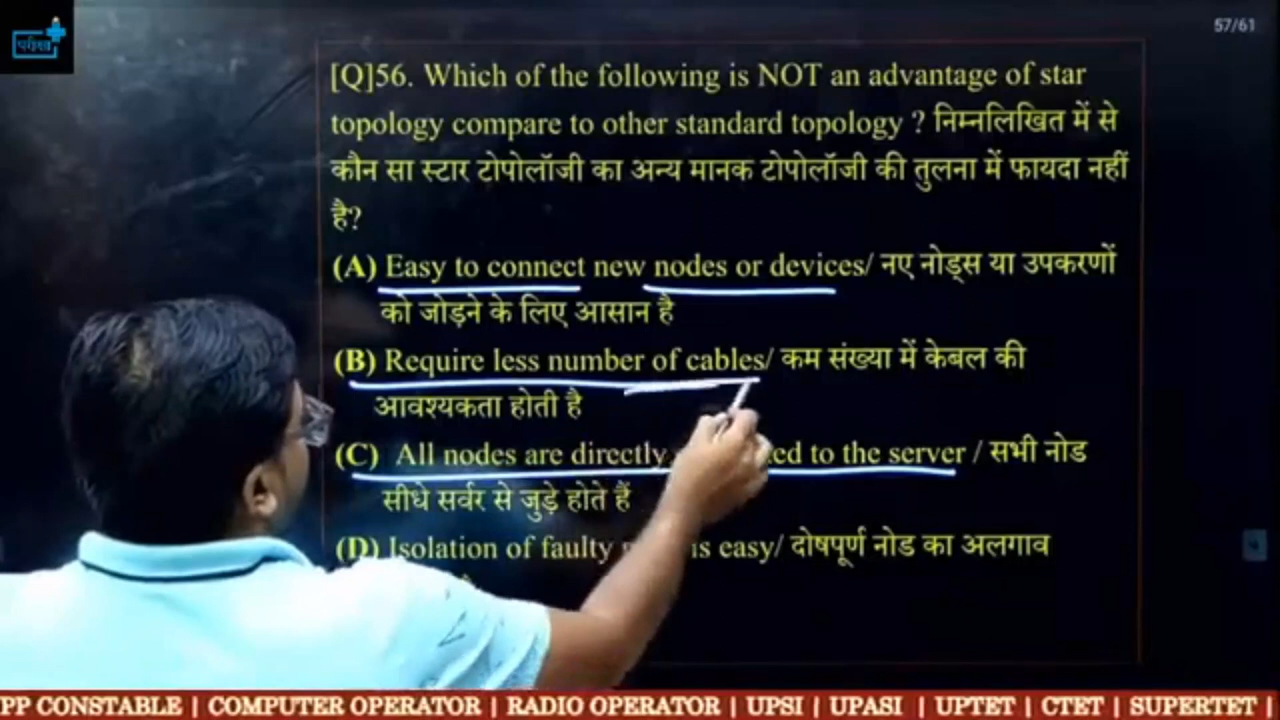 परीक्षा
57/61
[Q]56. Which of the following is NOT an advantage of star
topology compare to other standard topology ? निम्नलिखित में से
कौन सा स्टार टोपोलॉजी का अन्य मानक टोपोलॉजी की तुलना में फायदा नहीं
है?
(A) Easy to connect new nodes or devices/ नए नोड्स या उपकरणों
को जोड़ने के लिए आसान है
(B) Require less number of cables/ कम संख्या में केबल की
आवश्यकता होती है
(C) All nodes are directly to the server / सभी नोड
सीधे सर्वर से जुड़े होते हैं
(D) Isolation of faulty is easy/ दोषपूर्ण नोड का अलगाव
PP CONSTABLE | COMPUTER OPERATOR | RADIO OPERATOR | UPSI | UPASI | UPTET | CTET | SUPERTET |